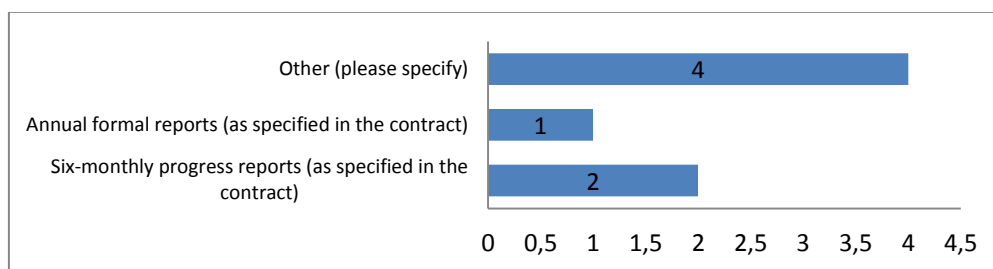 Other (please specify)
4
Annual formal reports (as specified in the contract)
1
Six-monthly progress reports (as specified in the
contract)
2
0 0,5 1 1,5 2 2,5 3 3,5 4 4,5